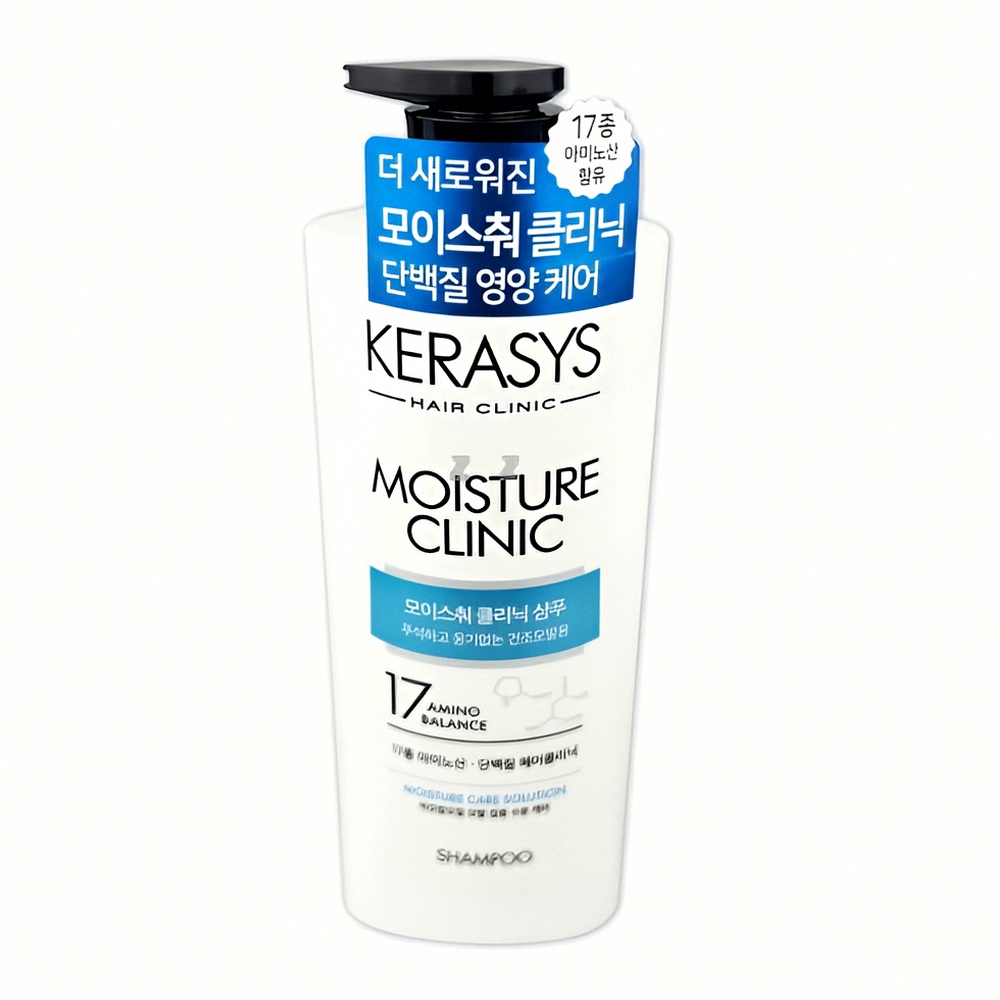 17종
아미노산
함유
더 새로워진
모이스춰 클리닉
단백질 영양 케어
KERASYS
HAIR CLINIC
MOISTURE
CLINIC
모이스춰 클리닉 샴푸
17 AMINO
BALANCE
SHAMPOO